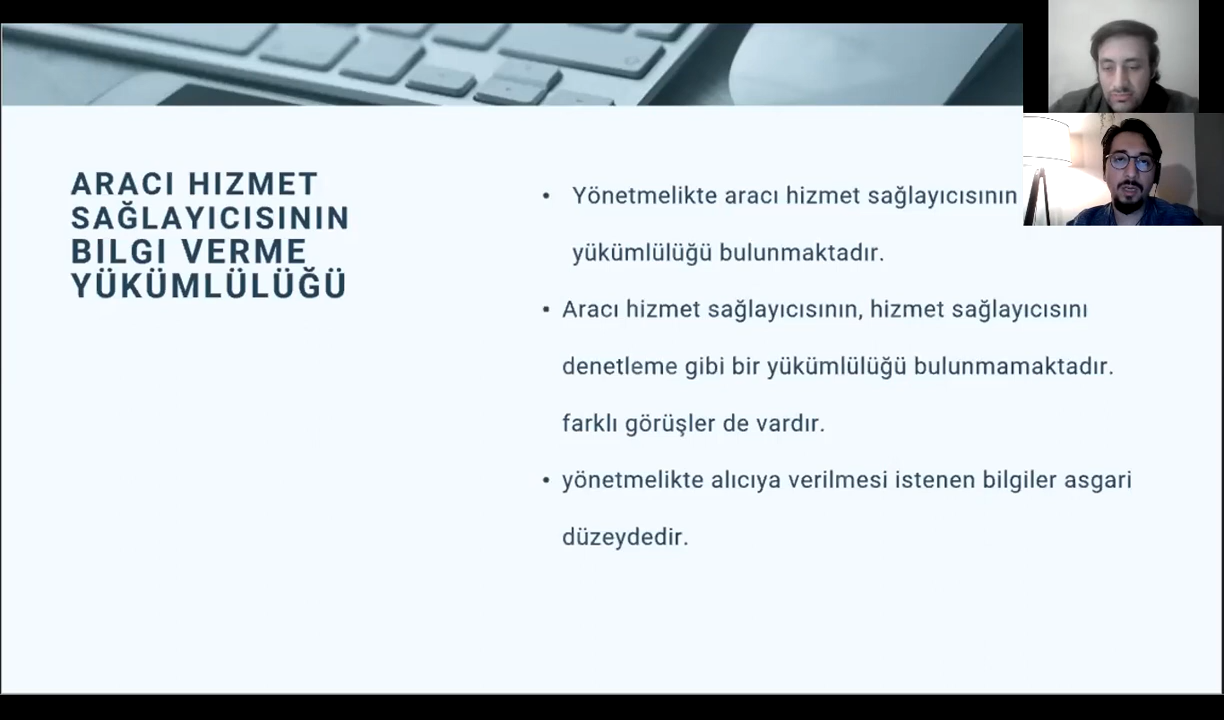 ARACI HIZMET
SAĞLAYICISININ
BILGI VERME
YÜKÜMLÜLÜĞÜ
• Yönetmelikte aracı hizmet sağlayıcısının
yükümlülüğü bulunmaktadır.
• Aracı hizmet sağlayıcısının, hizmet sağlayıcısını
denetleme gibi bir yükümlülüğü bulunmamaktadır.
farklı görüşler de vardır.
• yönetmelikte alıcıya verilmesi istenen bilgiler asgari
düzeydedir.